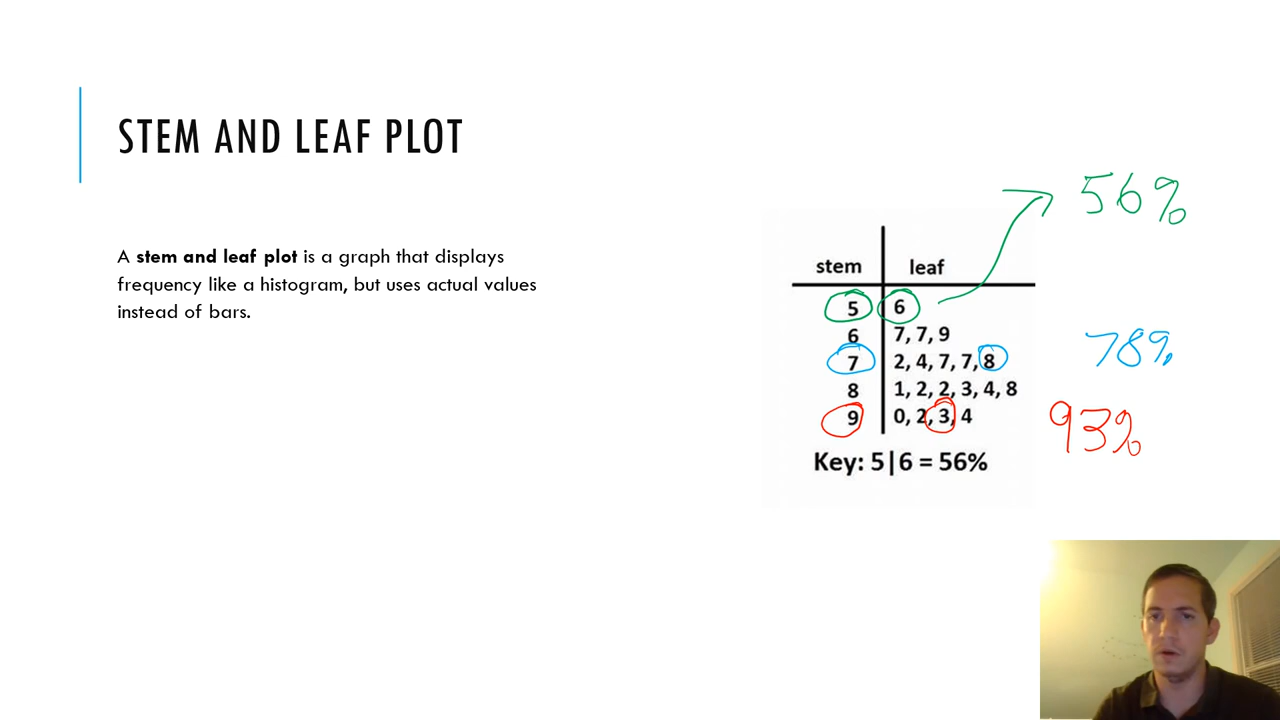 STEM AND LEAF PLOT
A stem and leaf plot is a graph that displays
frequency like a histogram, but uses actual values
instead of bars.
stem leaf
5 6
6 7, 7, 9
7 2, 4, 7, 7, 8
8 1, 2, 2, 3, 4, 8
9 0, 2, 3, 4
Key: 5|6 = 56%
56%
78%
93%